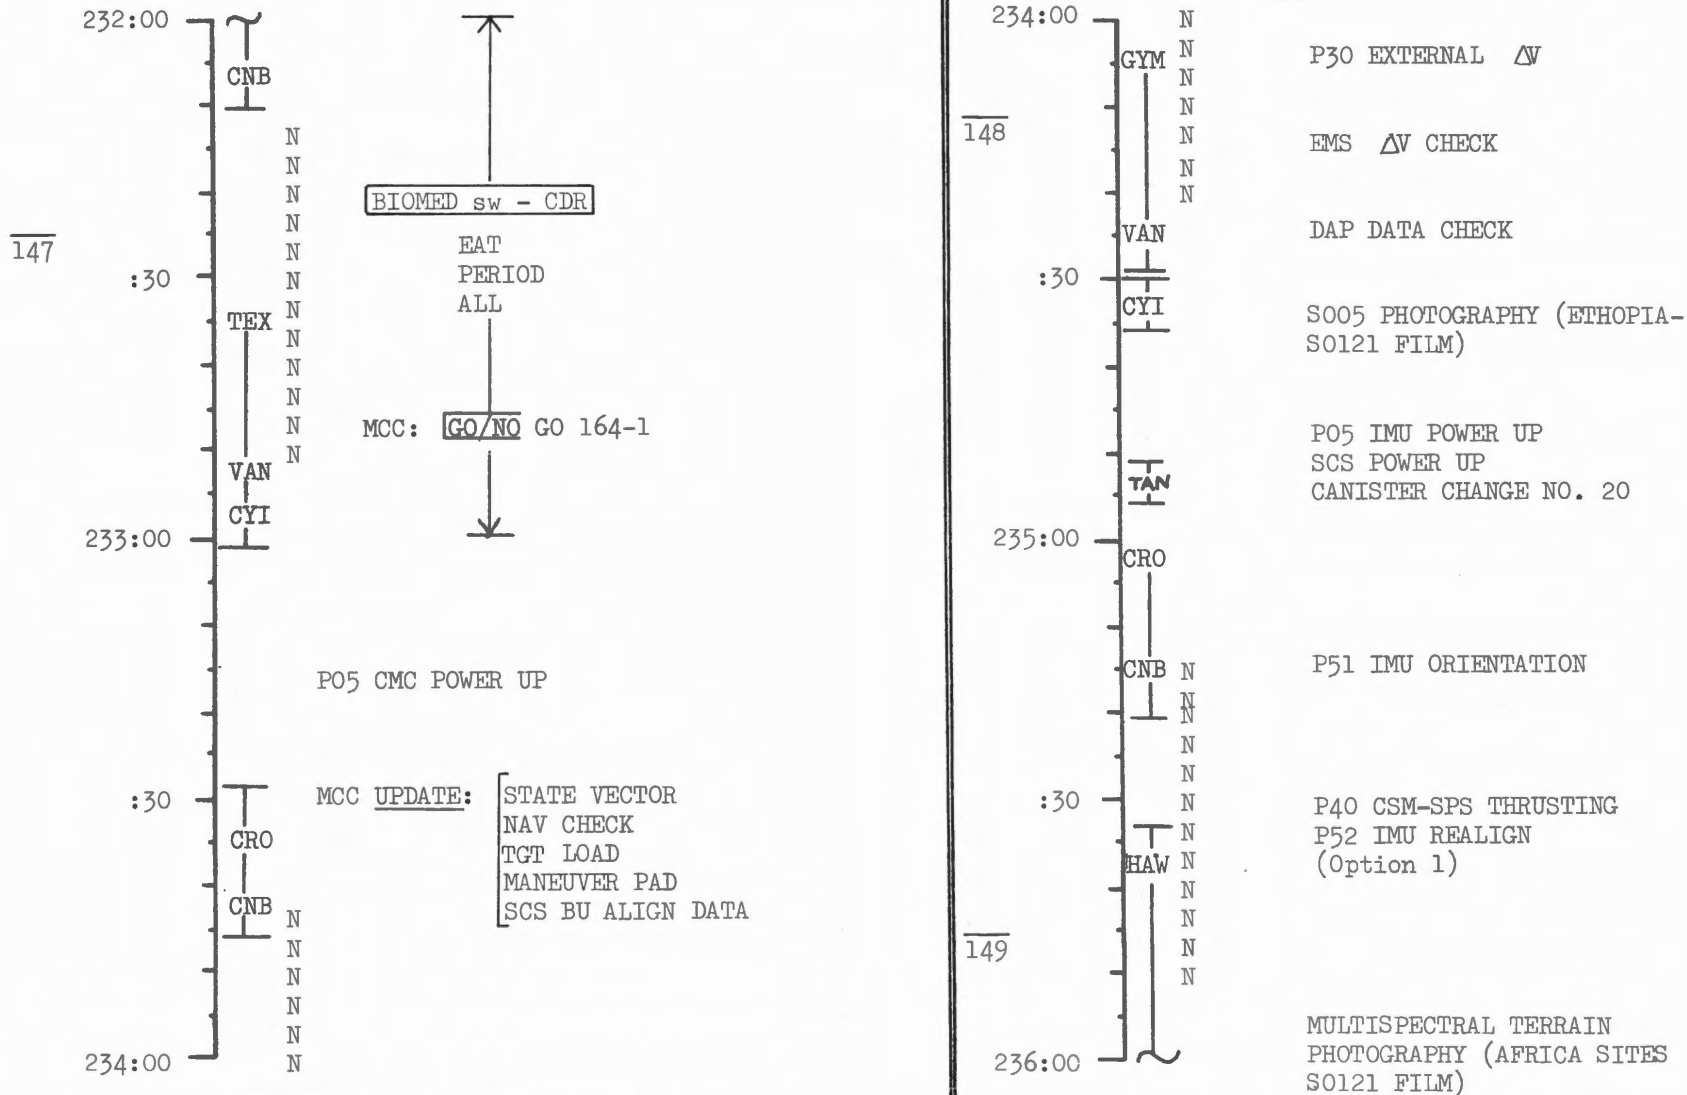 232:00
CNB
N
N
N
N
147
N
:30
N
TEX
N
N
N
N
N
N
VAN
CYI
233:00
BIOMED sw - CDR
EAT
PERIOD
ALL
MCC: GO/NO GO 164-1
P05 CMC POWER UP
:30
CRO
CNB
MCC UPDATE:
STATE VECTOR
NAV CHECK
TGT LOAD
MANEUVER PAD
SCS BU ALIGN DATA
N
N
N
N
N
N
234:00
234:00
GYM
N
N
N
N
N
N
N
148
VAN
:30
CYI
P30 EXTERNAL ΔV
EMS ΔV CHECK
DAP DATA CHECK
S005 PHOTOGRAPHY (ETHOPIA-
SO121 FILM)
TAN
P05 IMU POWER UP
SCS POWER UP
CANISTER CHANGE NO. 20
235:00
CRO
CNB
N
N
N
N
N
P51 IMU ORIENTATION
:30
N
N
HAW
N
N
N
N
N
149
P40 CSM-SPS THRUSTING
P52 IMU REALIGN
(Option 1)
236:00
MULTISPECTRAL TERRAIN
PHOTOGRAPHY (AFRICA SITES
SO121 FILM)